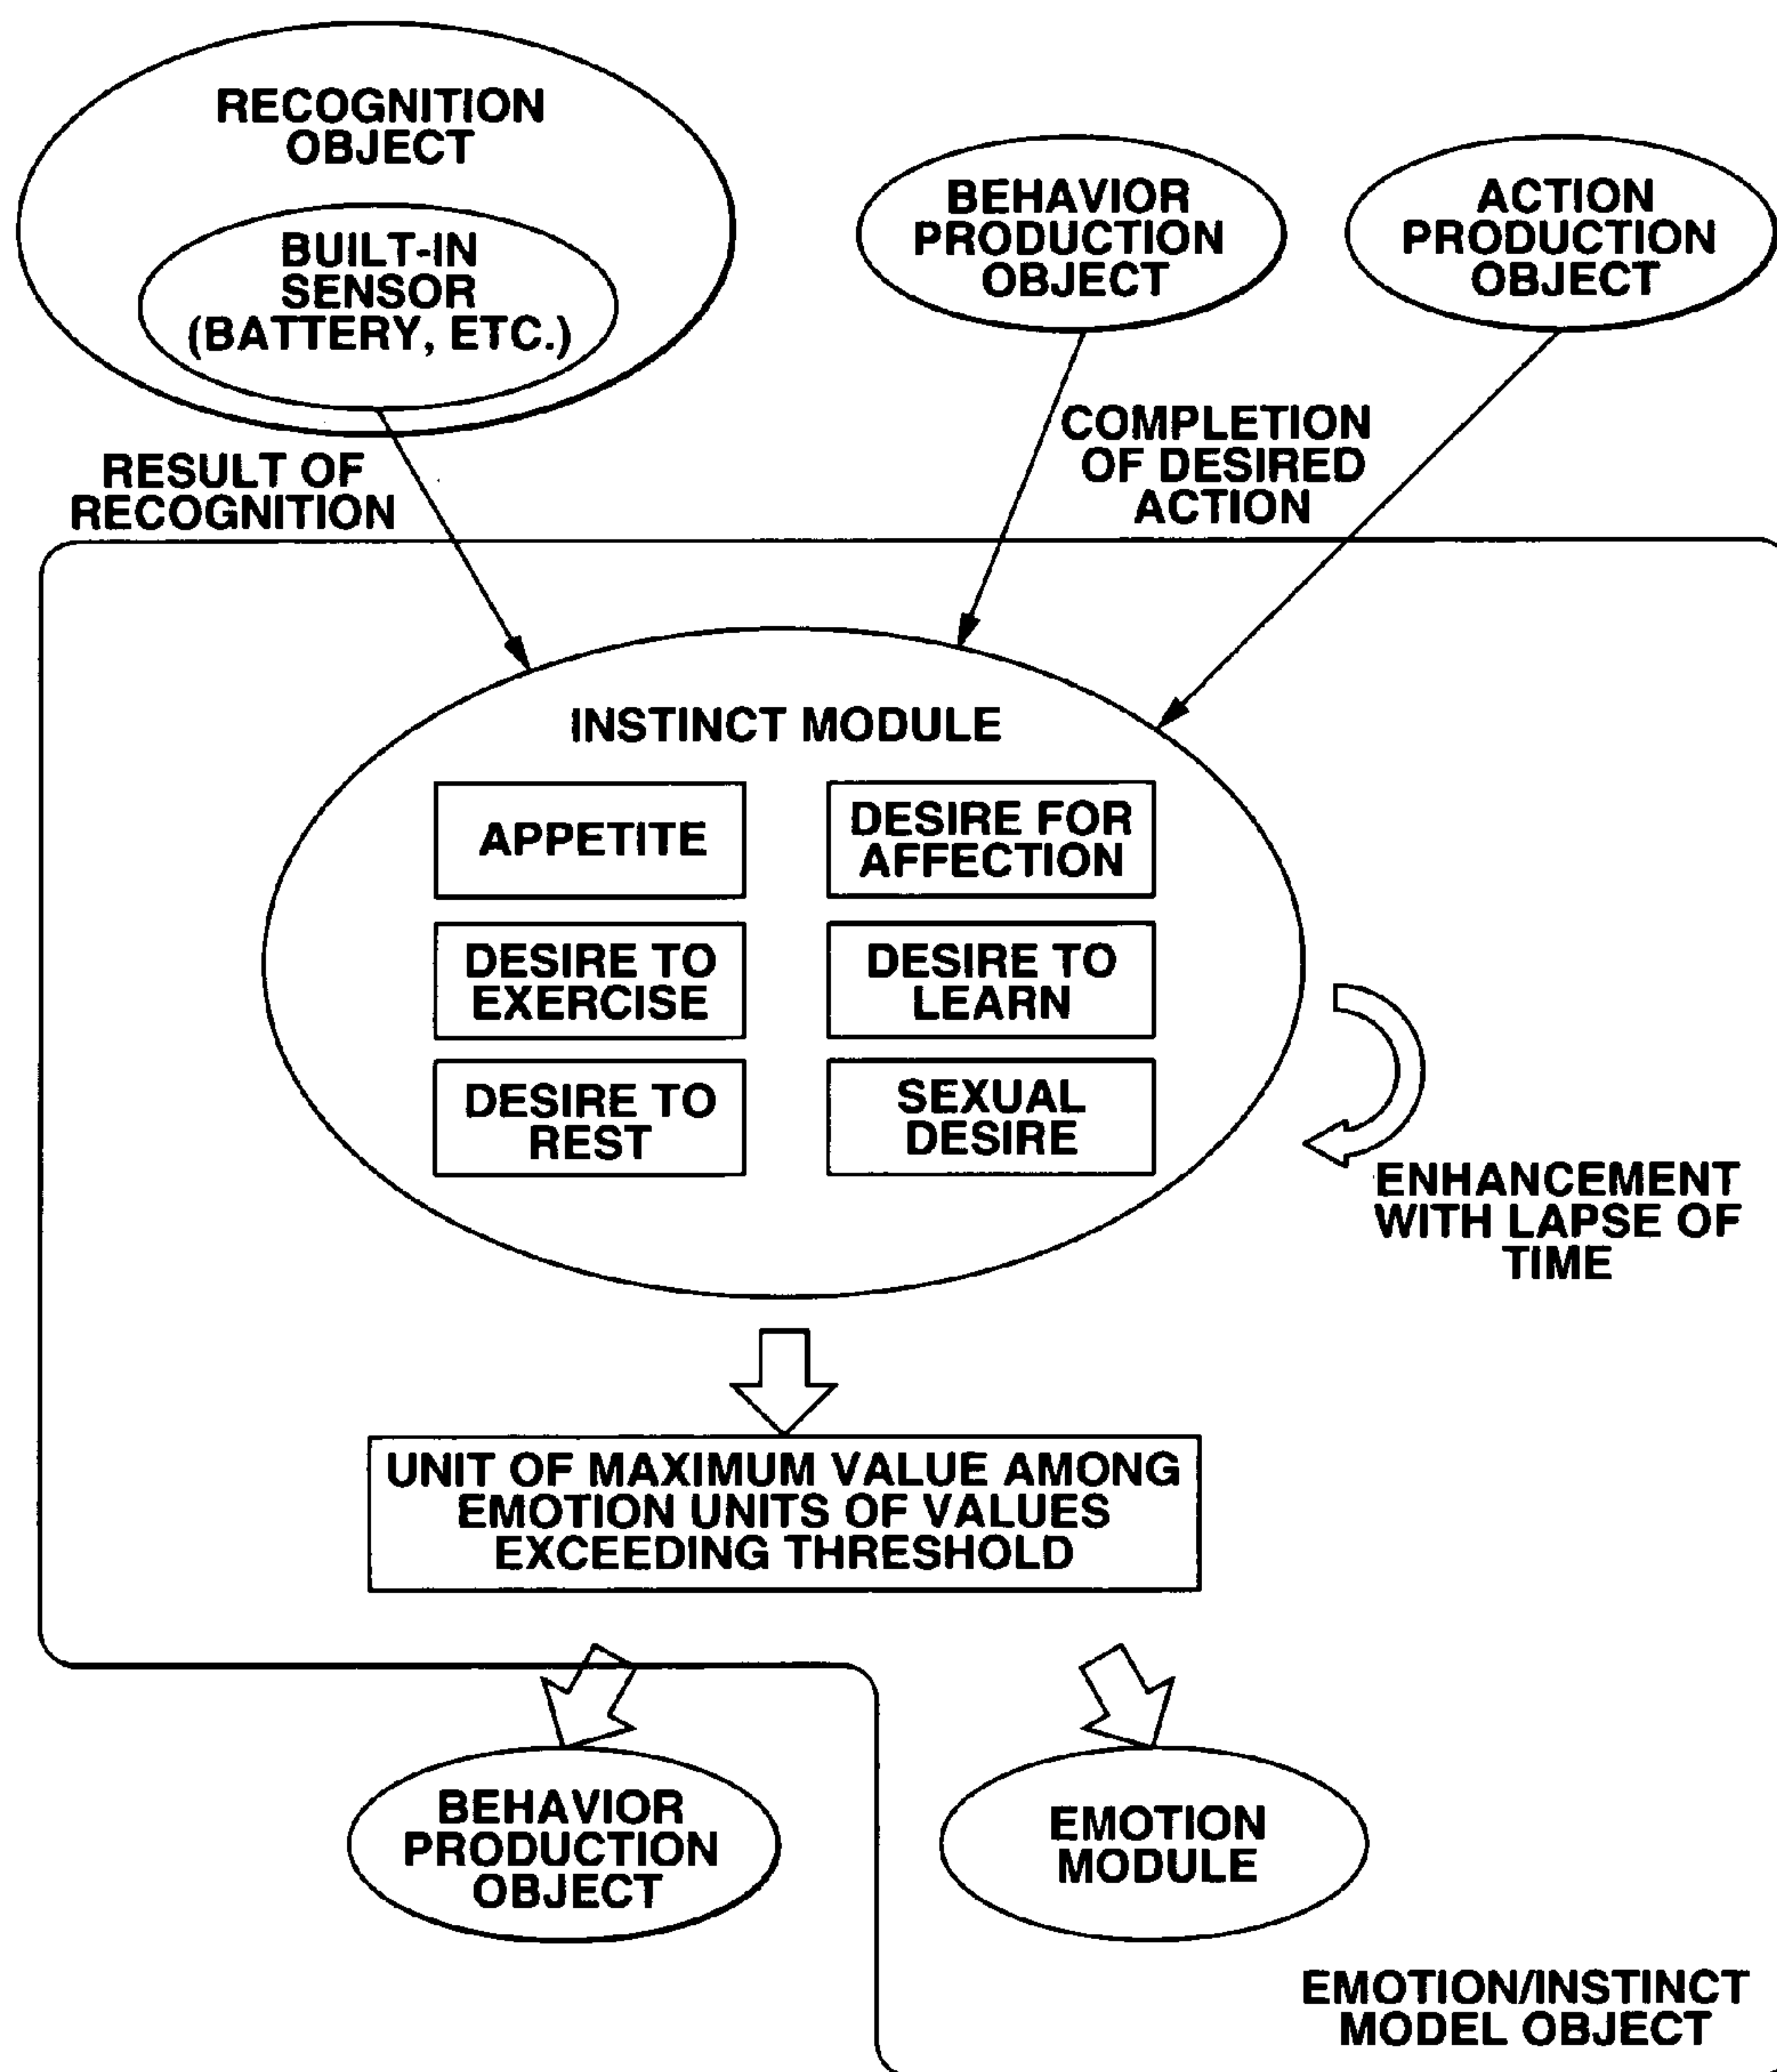 RECOGNITION
OBJECT
BUILT-IN
SENSOR
(BATTERY, ETC.)
BEHAVIOR
PRODUCTION
OBJECT
ACTION
PRODUCTION
OBJECT
RESULT OF
RECOGNITION
COMPLETION
OF DESIRED
ACTION
INSTINCT MODULE
APPETITE
DESIRE FOR
AFFECTION
DESIRE TO
EXERCISE
DESIRE TO
LEARN
DESIRE TO
REST
SEXUAL
DESIRE
ENHANCEMENT
WITH LAPSE OF
TIME
UNIT OF MAXIMUM VALUE AMONG
EMOTION UNITS OF VALUES
EXCEEDING THRESHOLD
BEHAVIOR
PRODUCTION
OBJECT
EMOTION
MODULE
EMOTION/INSTINCT
MODEL OBJECT